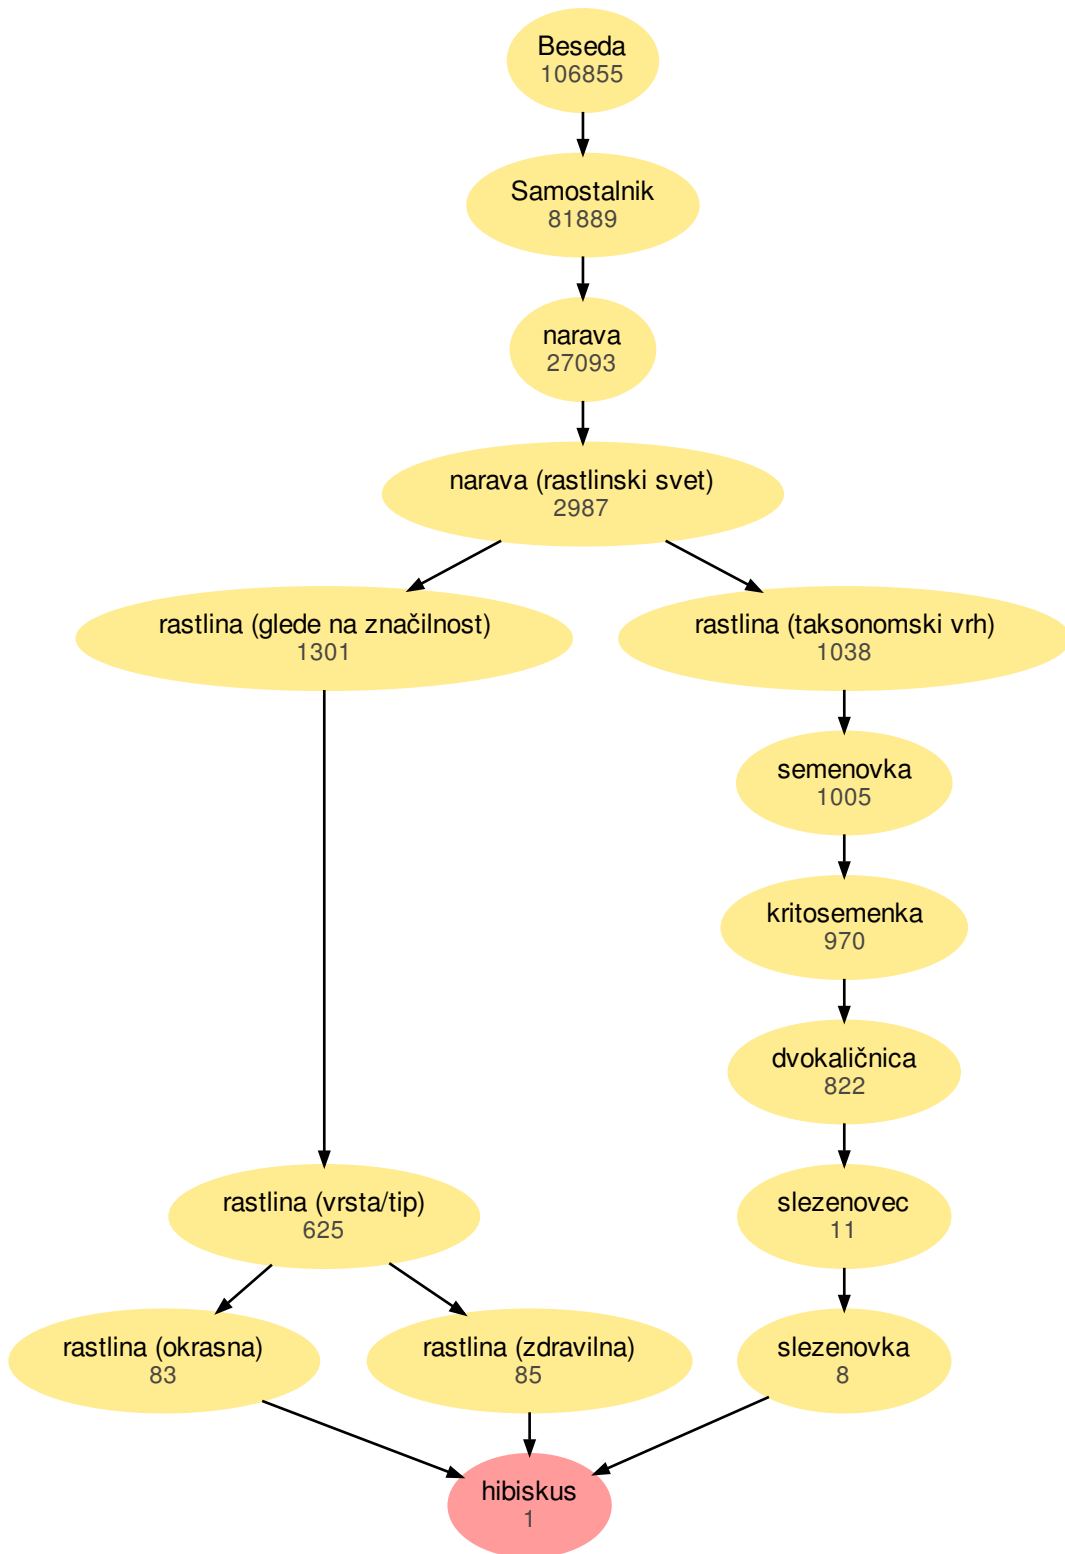 Beseda
106855
Samostalnik
81889
narava
27093
narava (rastlinski svet)
2987
rastlina (glede na značilnost)
1301
rastlina (taksonomski vrh)
1038
semenovka
1005
kritosemenka
970
dvokaličnica
822
rastlina (vrsta/tip)
625
slezenovec
11
rastlina (okrasna)
83
rastlina (zdravilna)
85
slezenovka
8
hibiskus
1